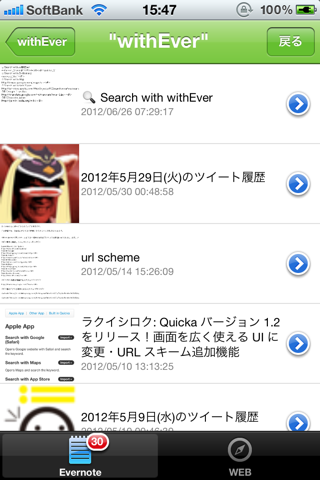 SoftBank 15:47 100%
withEver "withEver" 戻る
Search with withEver
2012/06/26 07:29:17
2012年5月29日(火)のツイート履歴
2012/05/30 00:48:58
url scheme
2012/05/14 15:26:09
ラクイシロク: Quicka バージョン 1.2
をリリース！画面を広く使える UI に
変更・URL スキーム追加機能
2012/05/10 13:13:25
Apple App
Search with Google
(Safari)
Search with Maps
Search with App Store
2012年5月9日(水)のツイート履歴
30
Evernote WEB